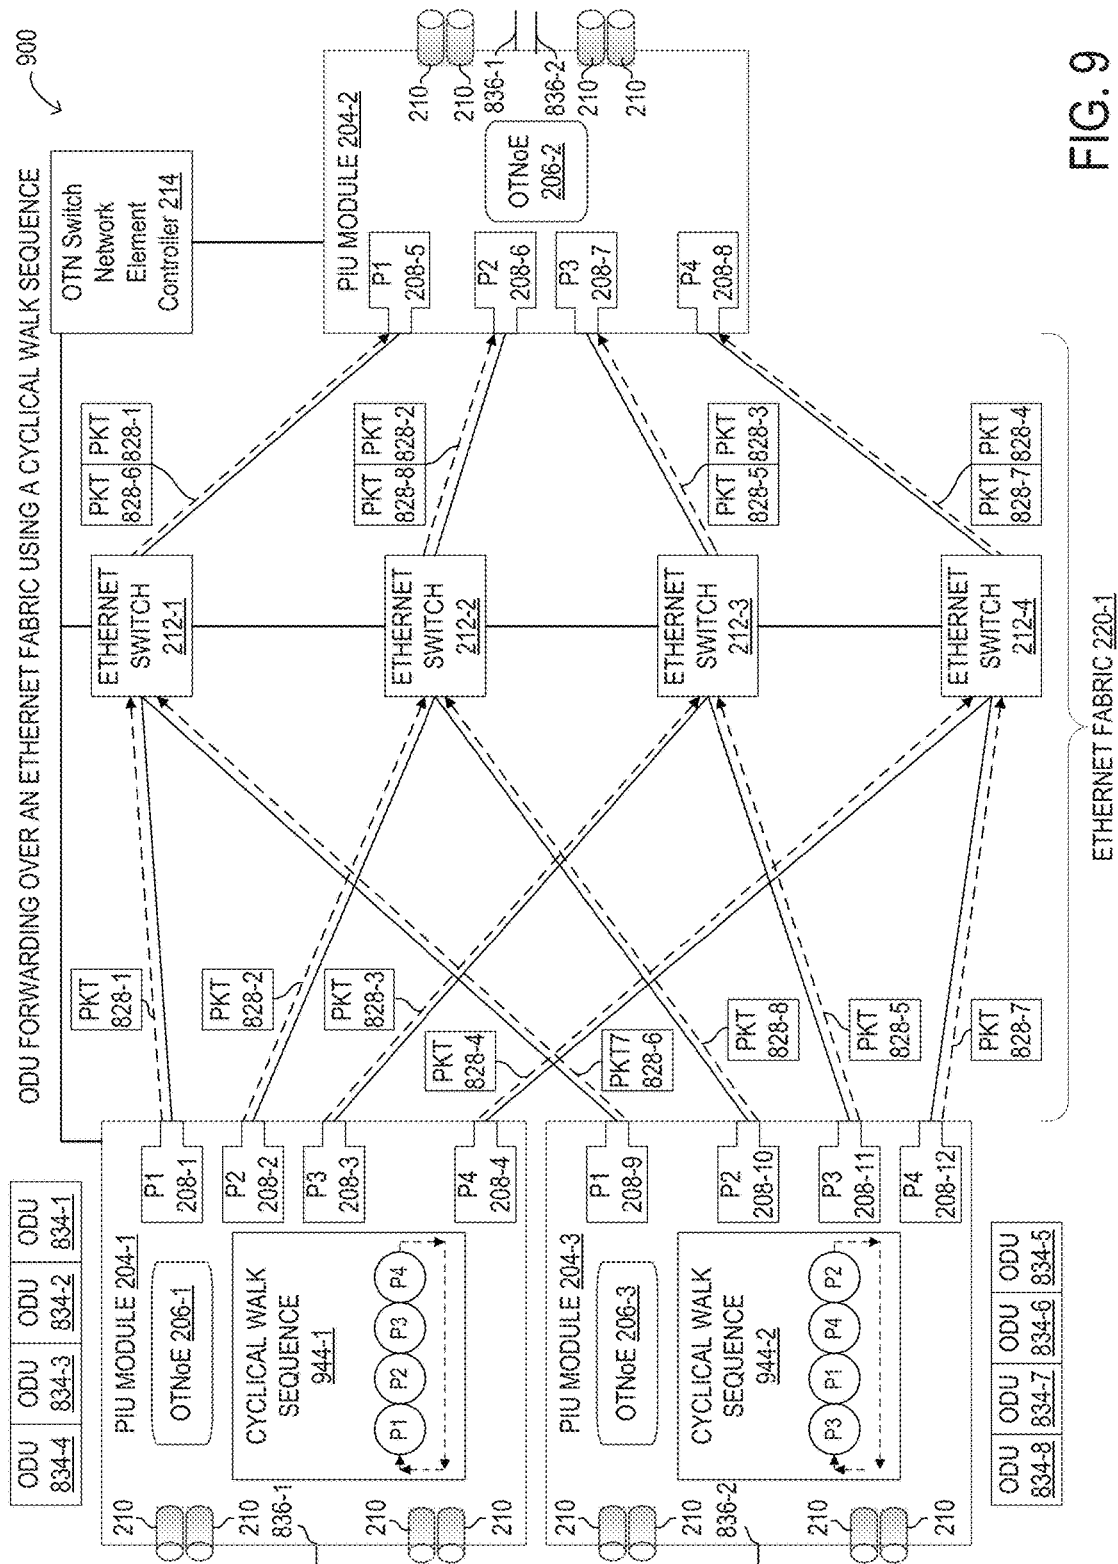 ODU FORWARDING OVER AN ETHERNET FABRIC USING A CYCLICAL WALK SEQUENCE
900
ODU
834-4
ODU
834-3
ODU
834-2
ODU
834-1
OTN Switch
Network
Element
Controller 214
PIU MODULE 204-1
OTNoE 206-1
CYCLICAL WALK
SEQUENCE
944-1
P1
P2
P3
P4
P1
208-1
P2
208-2
P3
208-3
P4
208-4
210
210
836-1
210
210
PIU MODULE 204-3
OTNoE 206-3
CYCLICAL WALK
SEQUENCE
944-2
P3
P1
P4
P2
P1
208-9
P2
208-10
P3
208-11
P4
208-12
210
210
836-2
210
210
ODU
834-8
ODU
834-7
ODU
834-6
ODU
834-5
PKT
828-1
PKT
828-2
PKT
828-3
PKT
828-4
PKT7
828-6
PKT
828-8
PKT
828-5
PKT
828-7
ETHERNET
SWITCH
212-1
ETHERNET
SWITCH
212-2
ETHERNET
SWITCH
212-3
ETHERNET
SWITCH
212-4
PKT
828-6
PKT
828-1
PKT
828-8
PKT
828-2
PKT
828-5
PKT
828-3
PKT
828-7
PKT
828-4
PIU MODULE 204-2
P1
208-5
P2
208-6
P3
208-7
P4
208-8
OTNoE
206-2
210
210
836-1
836-2
210
210
ETHERNET FABRIC 220-1
FIG. 9